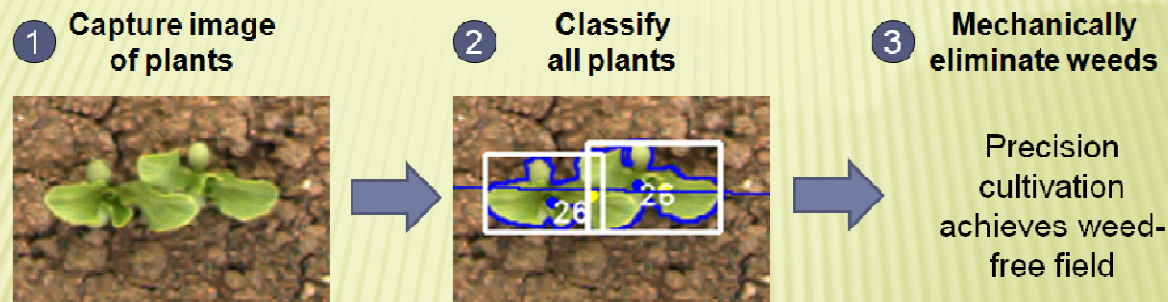 1
Capture image
of plants
2
Classify
all plants
3
Mechanically
eliminate weeds
26
26
Precision
cultivation
achieves weed-
free field